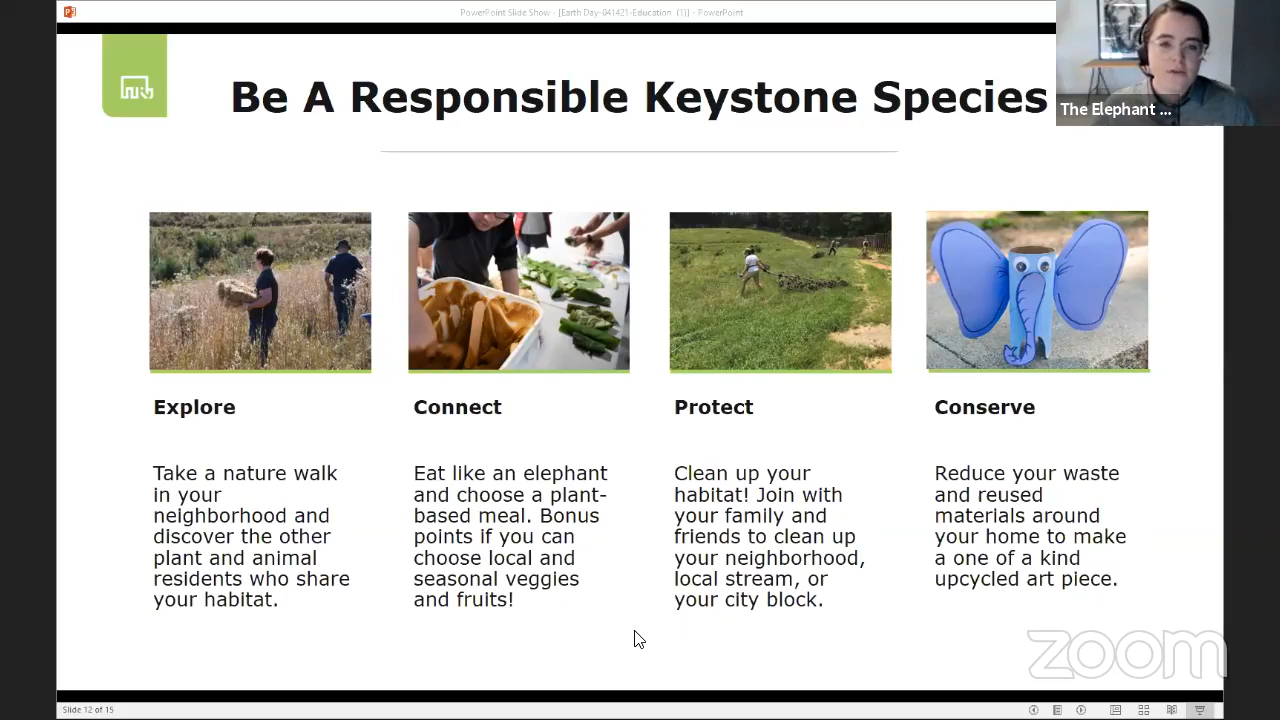 PowerPoint Slide Show - [Earth Day-041421-Education (1)] - PowerPoint
Be A Responsible Keystone Species
The Elephant ...
Explore
Take a nature walk
in your
neighborhood and
discover the other
plant and animal
residents who share
your habitat.
Connect
Eat like an elephant
and choose a plant-
based meal. Bonus
points if you can
choose local and
seasonal veggies
and fruits!
Protect
Clean up your
habitat! Join with
your family and
friends to clean up
your neighborhood,
local stream, or
your city block.
Conserve
Reduce your waste
and reused
materials around
your home to make
a one of a kind
upcycled art piece.
zoom
Slide 12 of 15